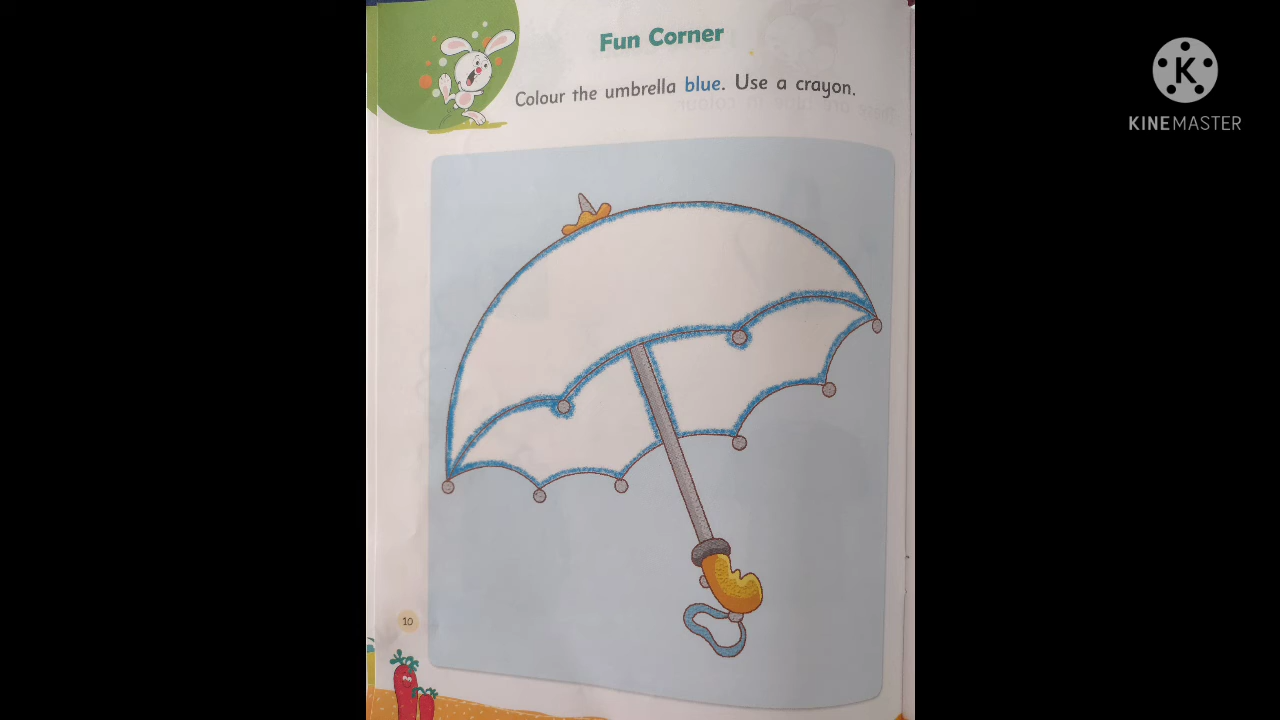 Fun Corner
Colour the umbrella blue. Use a crayon.
K
KINEMASTER
10